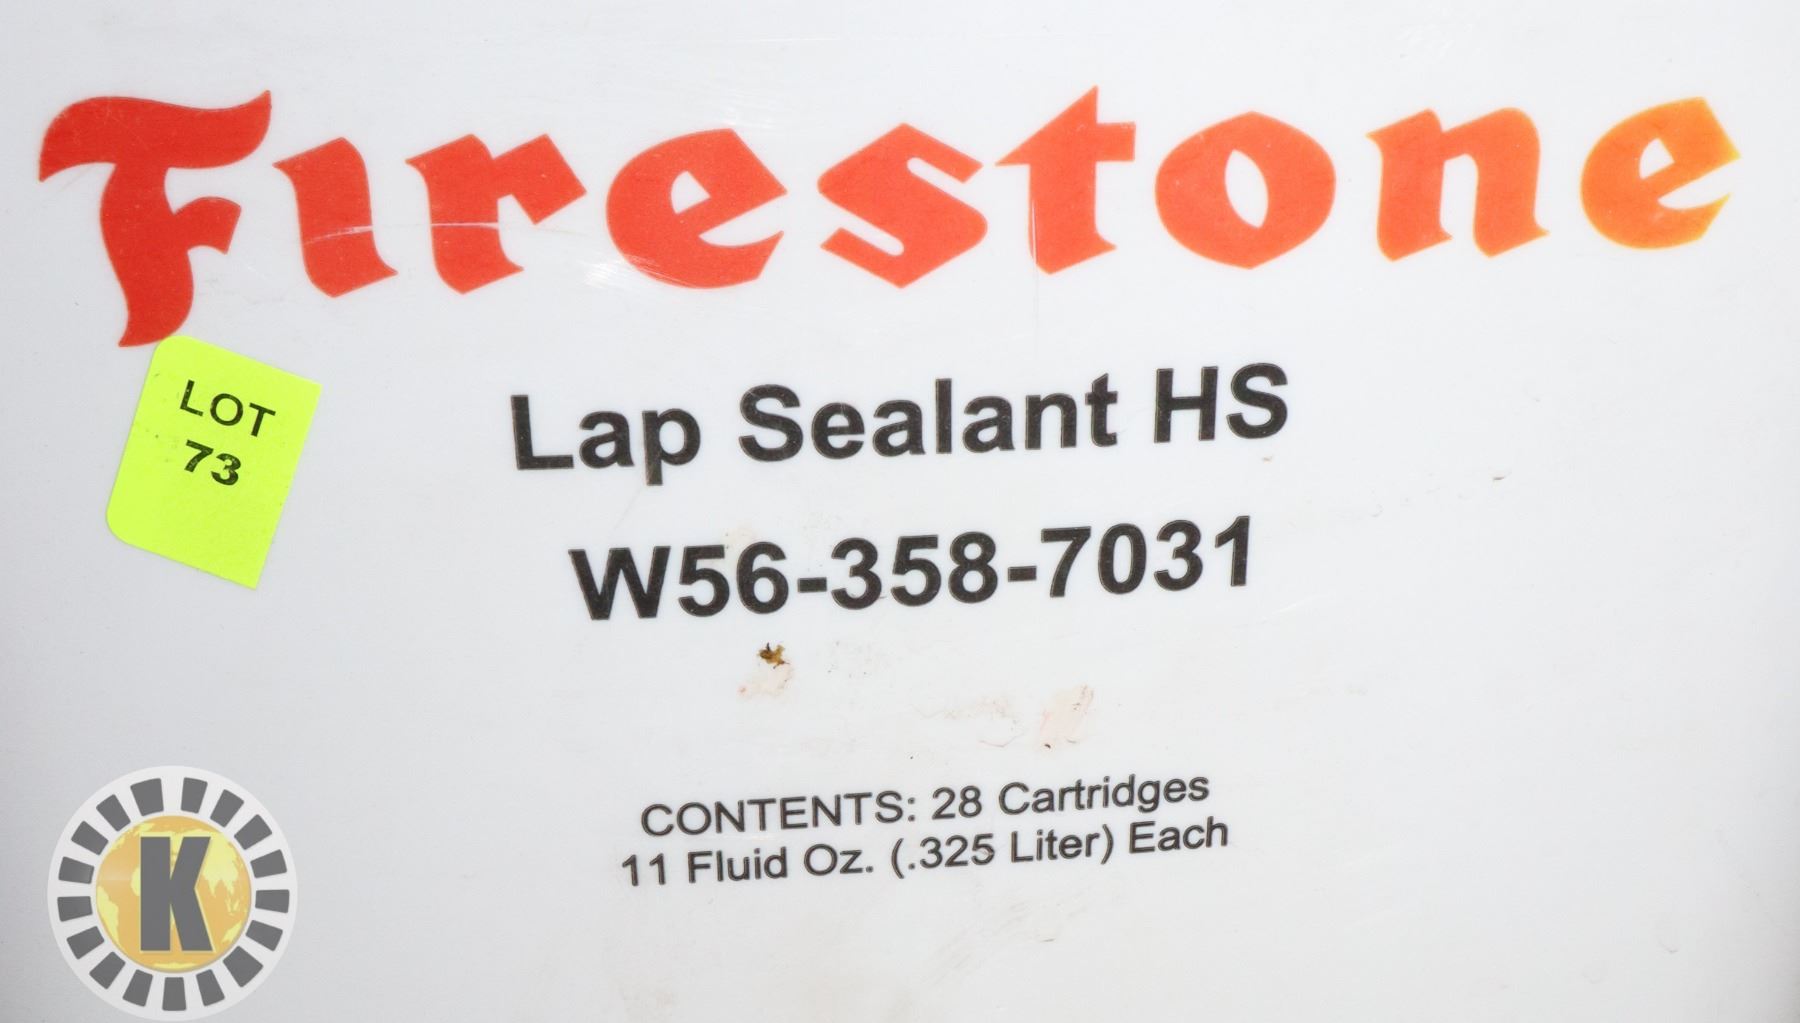 Firestone
LOT
73
Lap Sealant HS
W56-358-7031
CONTENTS: 28 Cartridges
11 Fluid Oz. (.325 Liter) Each
K